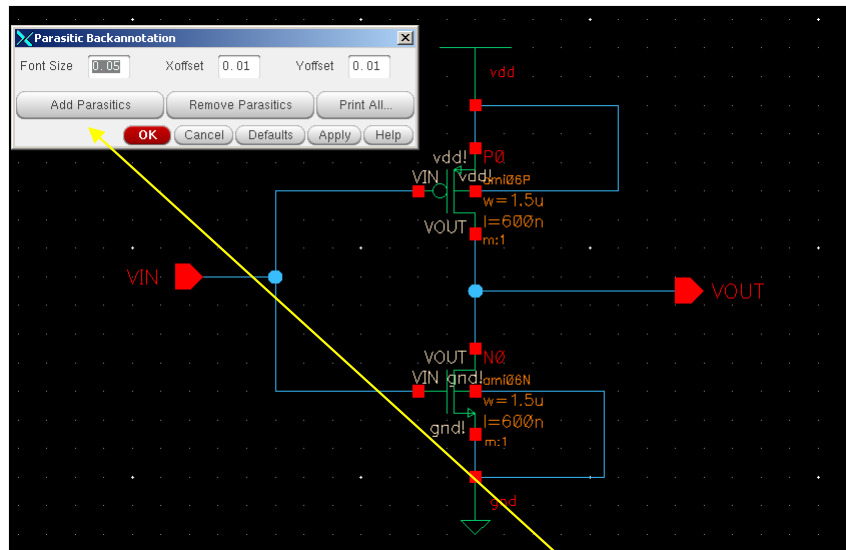 Parasitic Backannotation
Font Size 0.05 Xoffset 0.01 Yoffset 0.01
Add Parasitics Remove Parasitics Print All...
OK Cancel Defaults Apply Help
vdd
vdd! P0
VIN vdd! ami06P
w=1.5u
l=600n
VOUT
m:1
VIN
VOUT
VOUT N0
VIN gnd! ami06N
w=1.5u
l=600n
gnd!
m:1
gnd